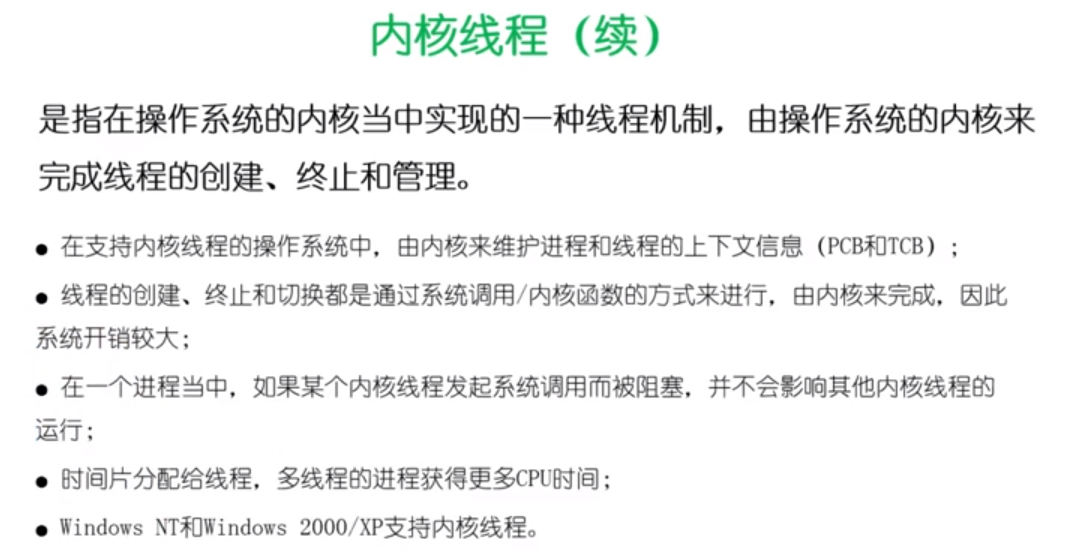 内核线程（续）
是指在操作系统的内核当中实现的一种线程机制，由操作系统的内核来
完成线程的创建、终止和管理。
● 在支持内核线程的操作系统中，由内核来维护进程和线程的上下文信息（PCB和TCB）；
● 线程的创建、终止和切换都是通过系统调用/内核函数的方式来进行，由内核来完成，因此
系统开销较大；
● 在一个进程当中，如果某个内核线程发起系统调用而被阻塞，并不会影响其他内核线程的
运行；
● 时间片分配给线程，多线程的进程获得更多CPU时间；
● Windows NT和Windows 2000/XP支持内核线程。